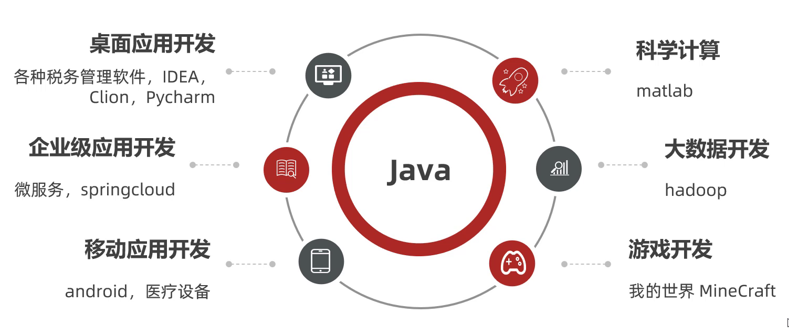 桌面应用开发
各种税务管理软件，IDEA，
Clion，Pycharm
企业级应用开发
微服务，springcloud
移动应用开发
android，医疗设备
Java
科学计算
matlab
大数据开发
hadoop
游戏开发
我的世界 MineCraft